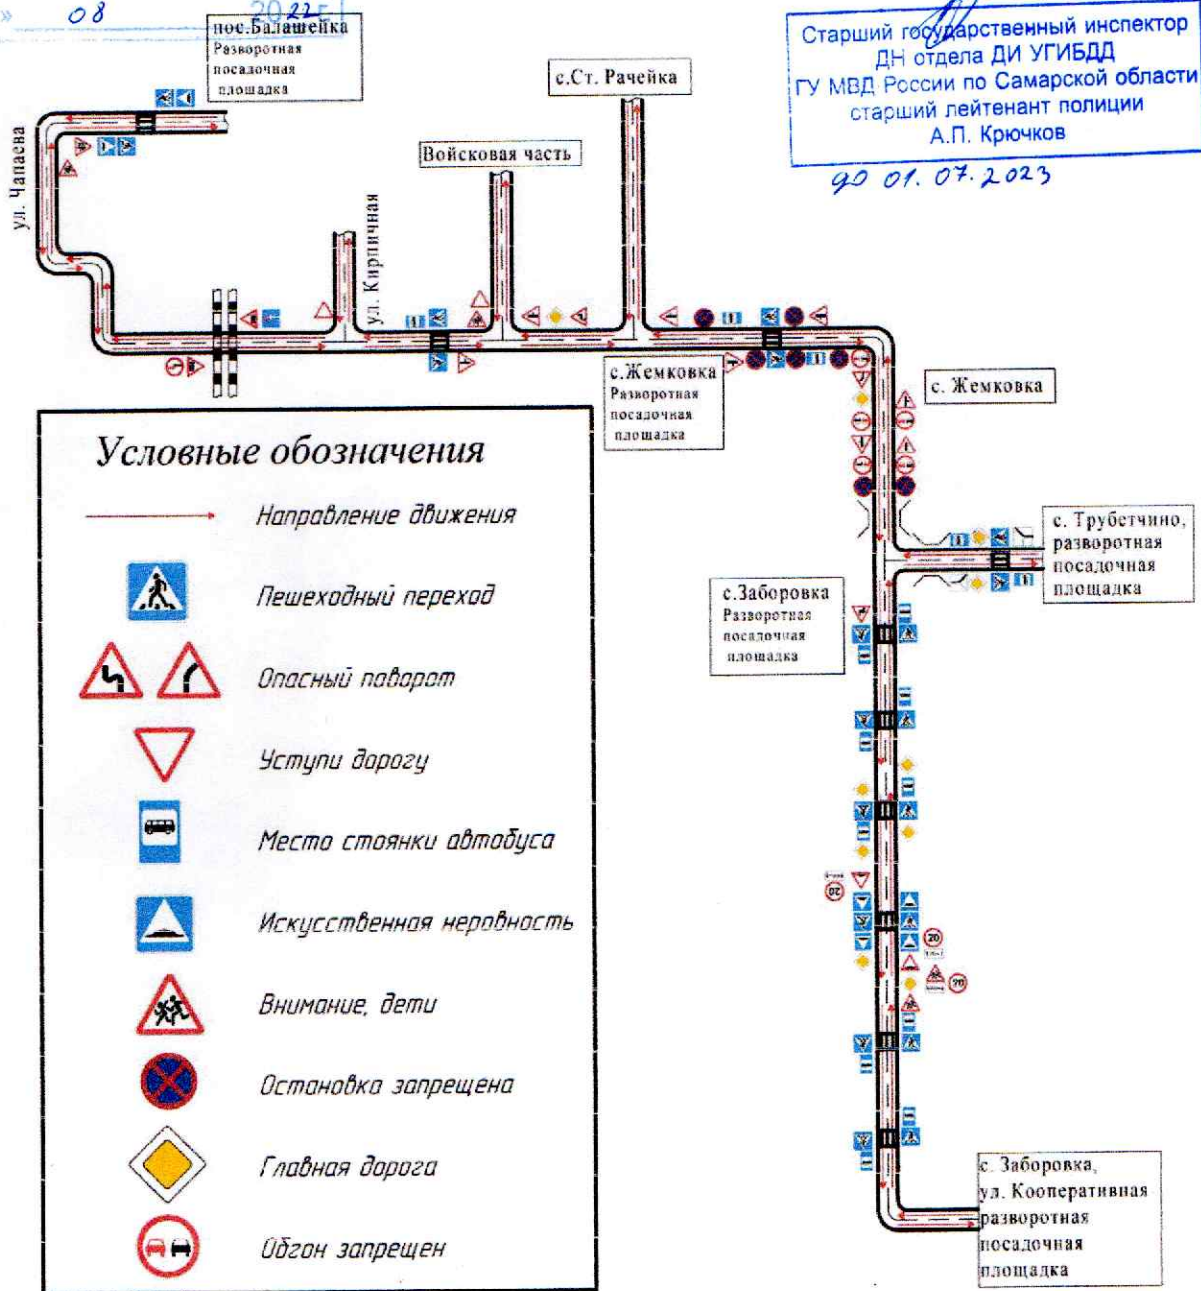 » 08 2022 г.
пос.Балашейка
Разворотная
посадочная
площадка
Старший государственный инспектор
ДН отдела ДИ УГИБДД
ГУ МВД России по Самарской области
старший лейтенант полиции
А.П. Крючков
до 01.07.2023
с.Ст. Рачейка
Войсковая часть
ул. Чапаева
ул. Кирпичная
с.Жемковка
Разворотная
посадочная
площадка
с. Жемковка
с. Трубетчино,
разворотная
посадочная
площадка
с.Заборовка
Разворотная
посадочная
площадка
20
20
20
Условные обозначения
Направление движения
Пешеходный переход
Опасный поворот
Уступи дорогу
Место стоянки автобуса
Искусственная неровность
Внимание, дети
Остановка запрещена
Главная дорога
Обгон запрещен
с. Заборовка,
ул. Кооперативная
разворотная
посадочная
площадка